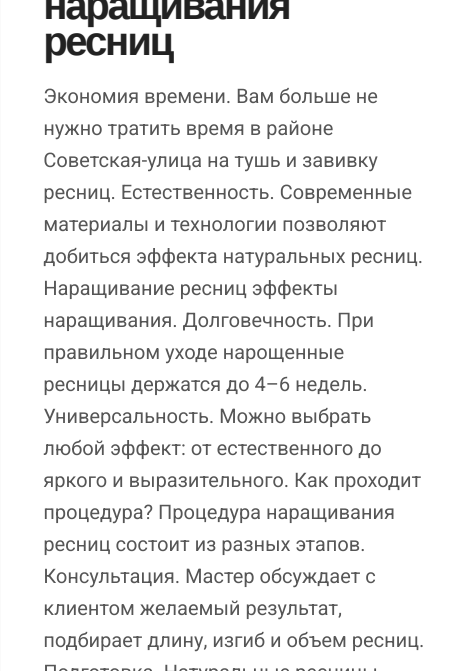 наращивания
ресниц
Экономия времени. Вам больше не
нужно тратить время в районе
Советская-улица на тушь и завивку
ресниц. Естественность. Современные
материалы и технологии позволяют
добиться эффекта натуральных ресниц.
Наращивание ресниц эффекты
наращивания. Долговечность. При
правильном уходе нарощенные
ресницы держатся до 4–6 недель.
Универсальность. Можно выбрать
любой эффект: от естественного до
яркого и выразительного. Как проходит
процедура? Процедура наращивания
ресниц состоит из разных этапов.
Консультация. Мастер обсуждает с
клиентом желаемый результат,
подбирает длину, изгиб и объем ресниц.
Подготовка. Натуральные ресницы